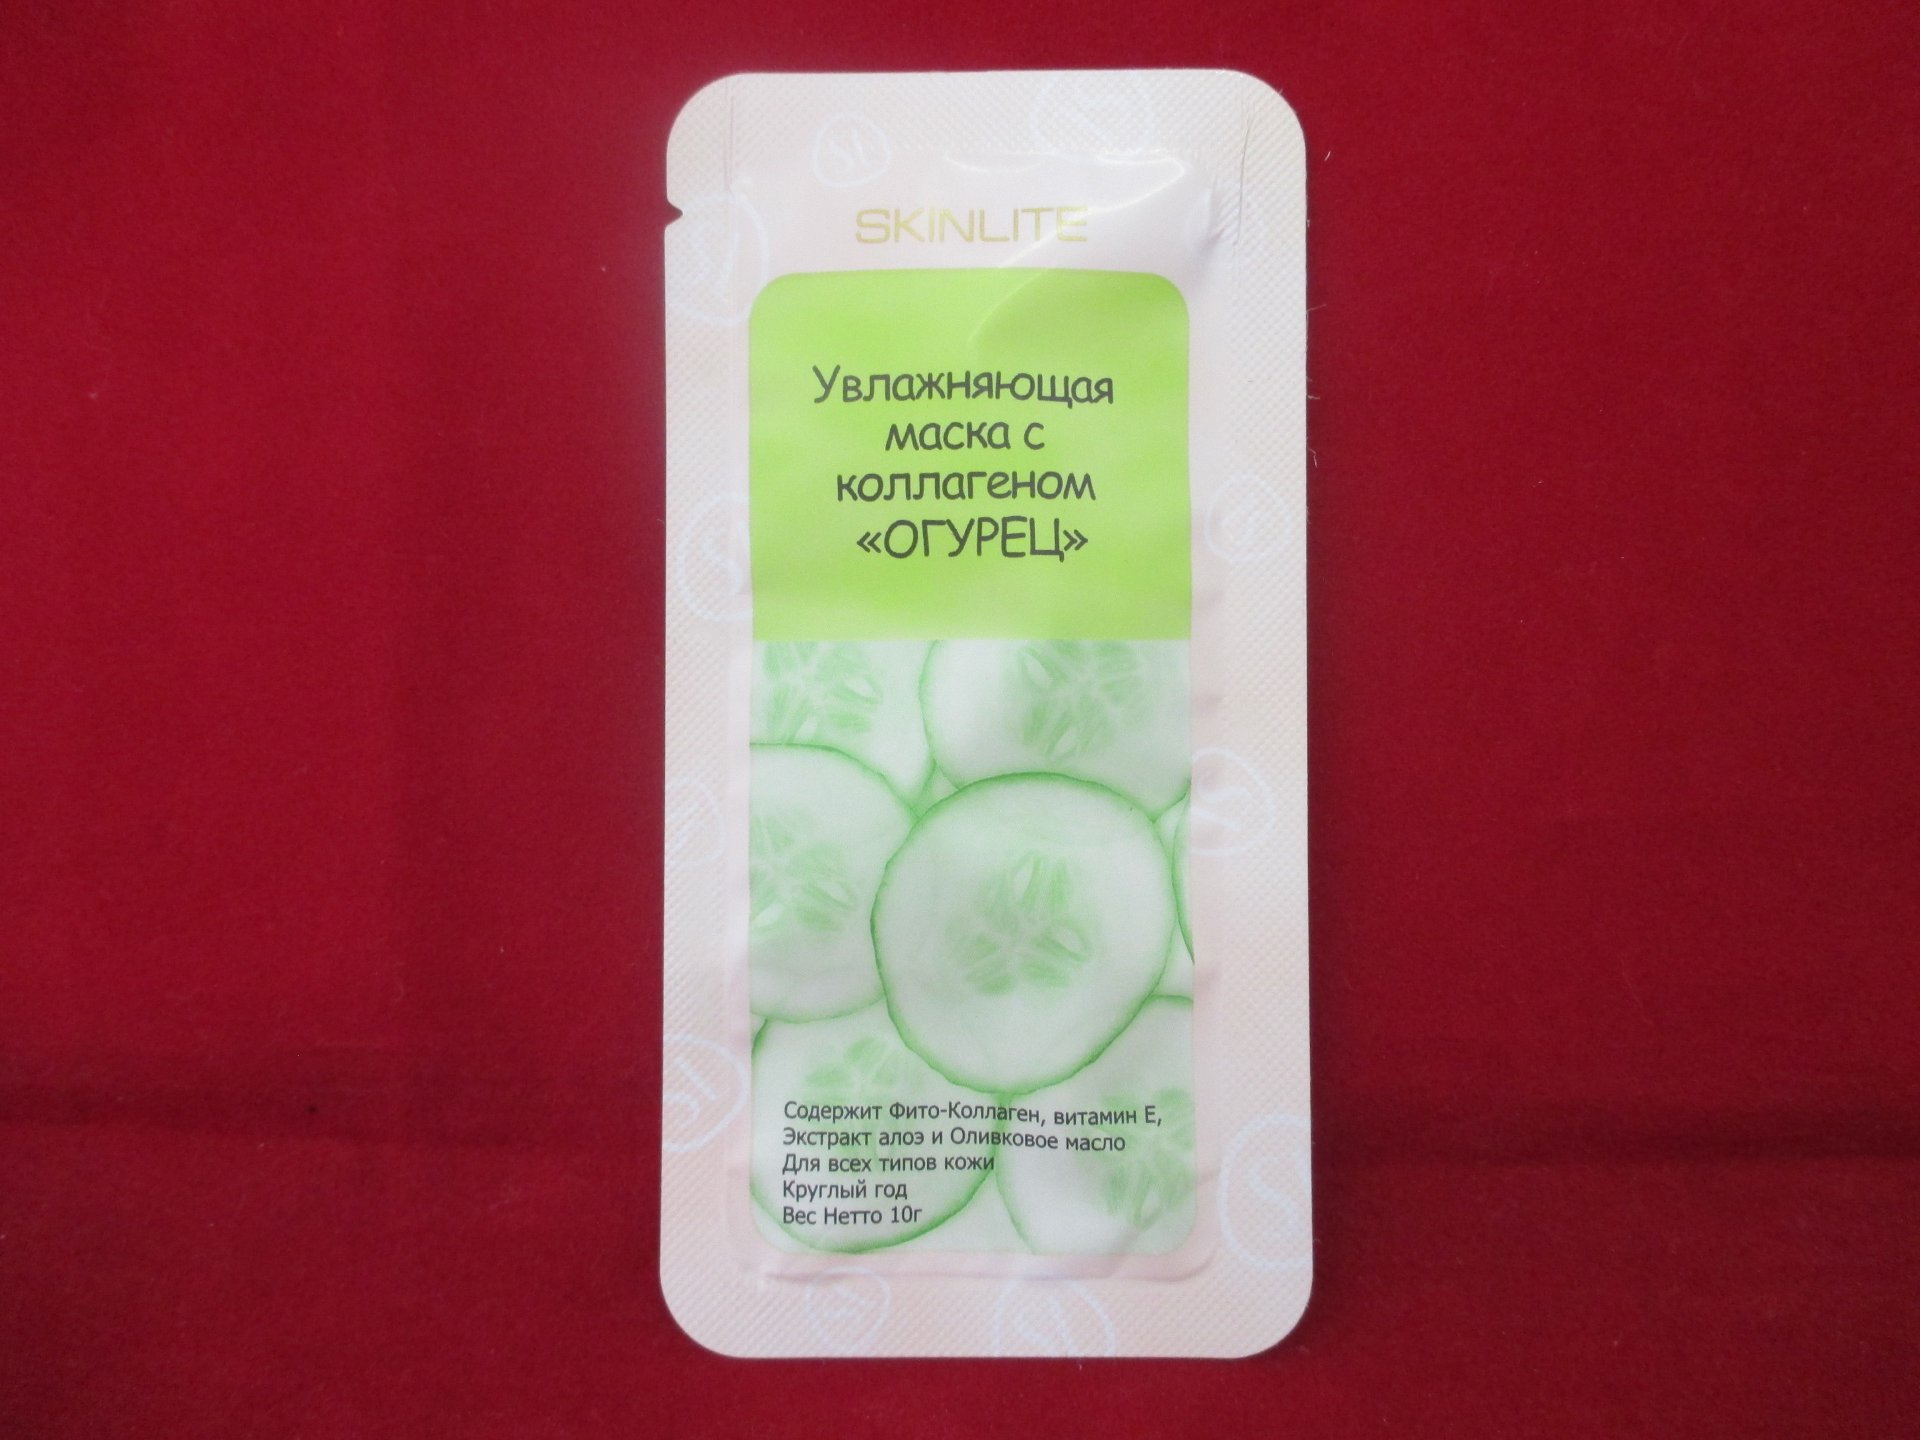 SKINLITE
Увлажняющая
маска с
коллагеном
«ОГУРЕЦ»
Содержит Фито-Коллаген, витамин Е,
Экстракт алоэ и Оливковое масло
Для всех типов кожи
Круглый год
Вес Нетто 10г